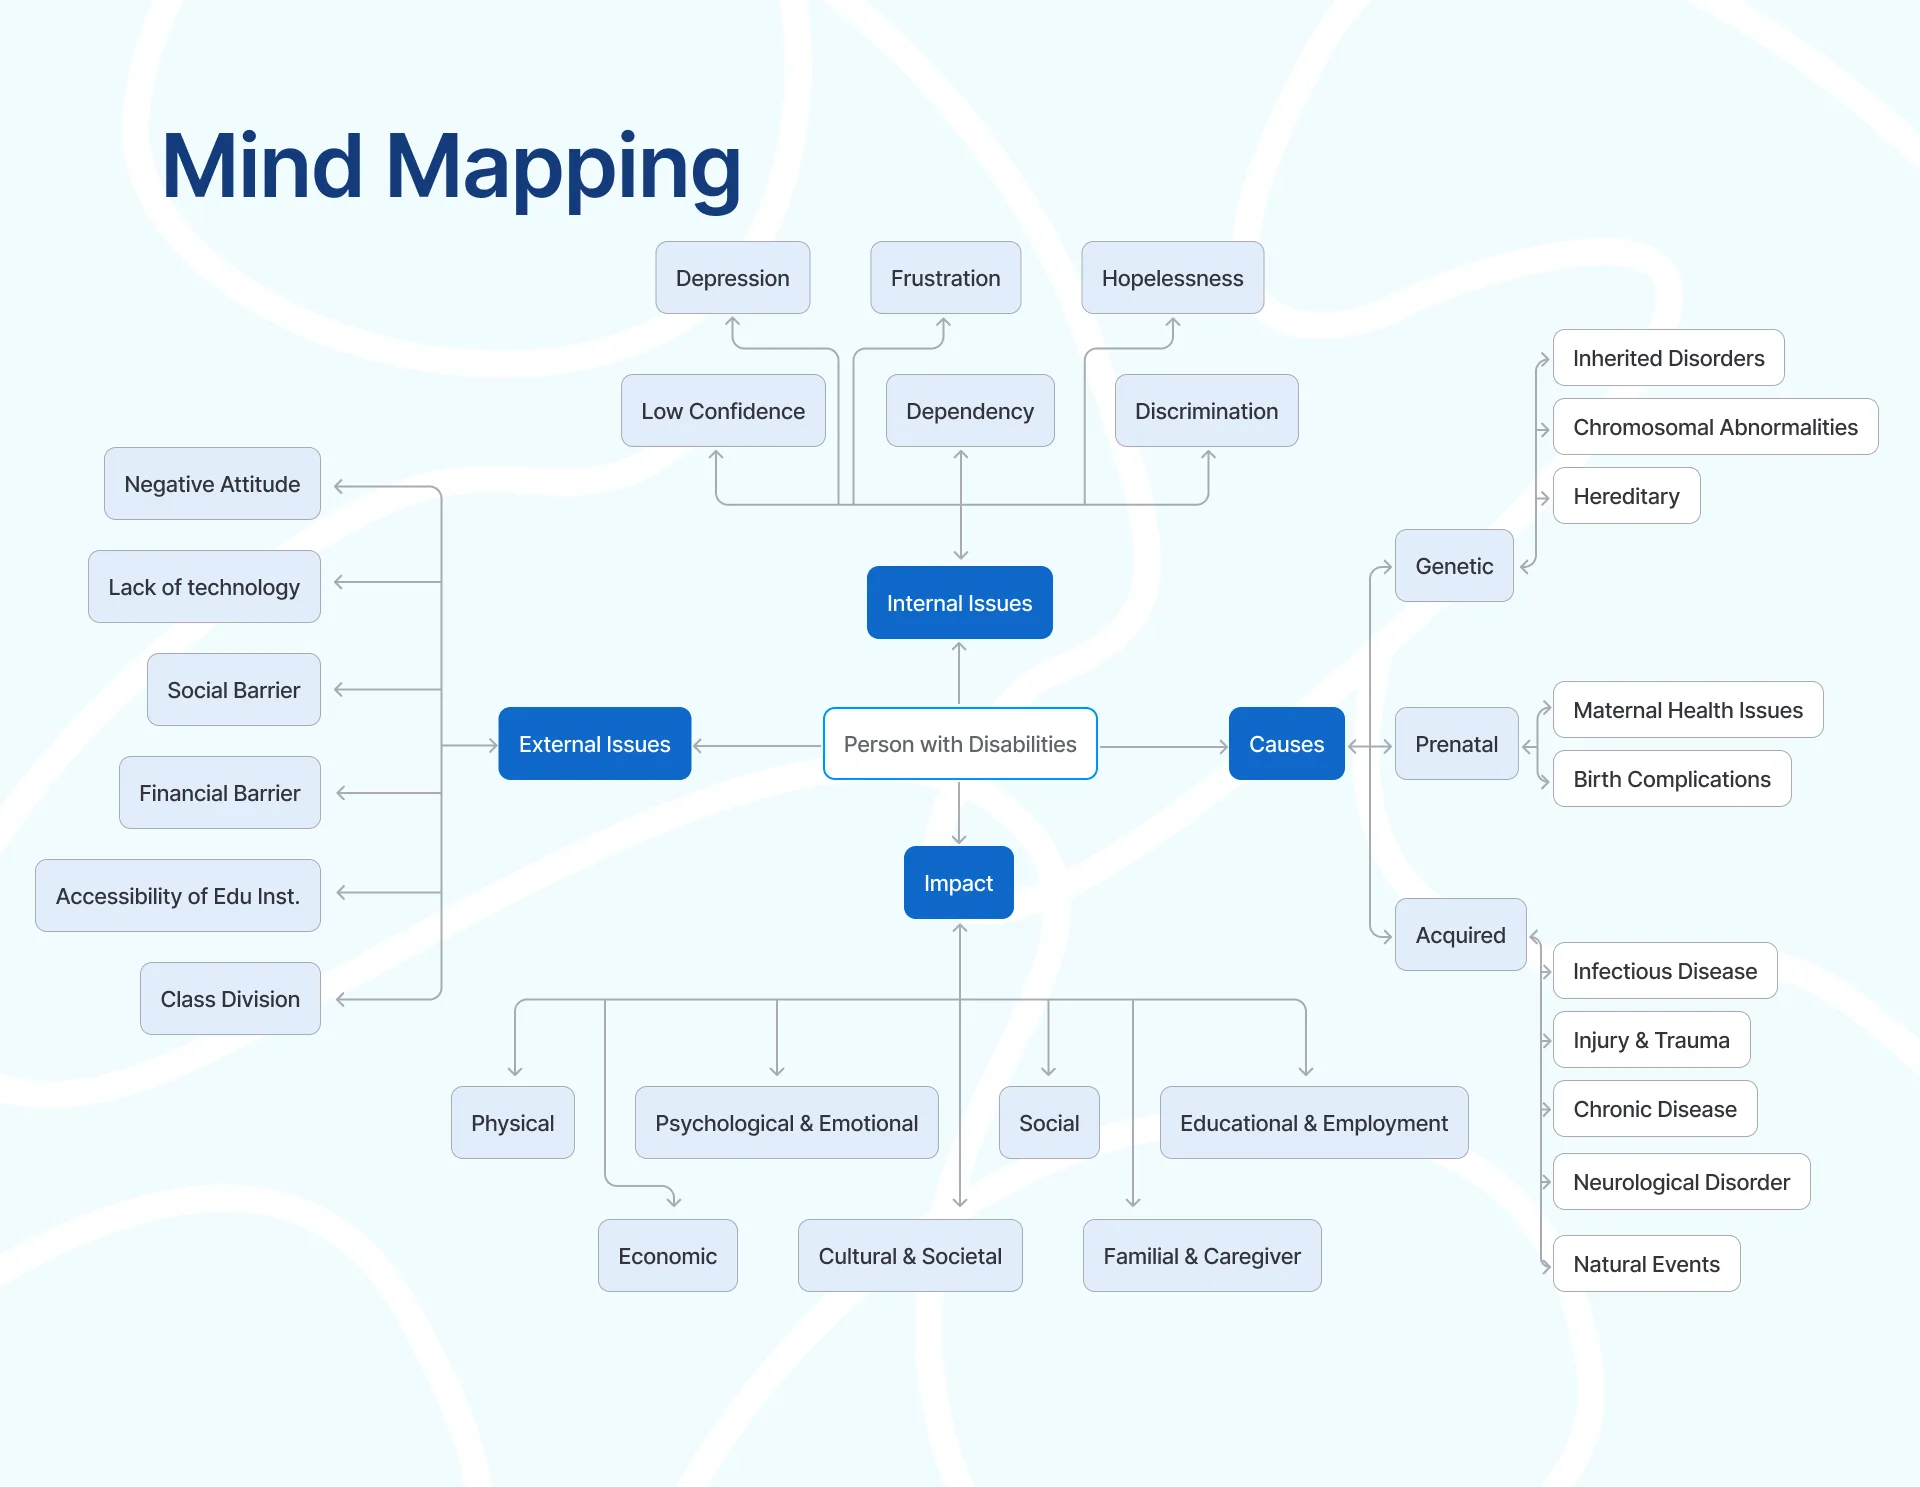 Mind Mapping
Depression
Frustration
Hopelessness
Low Confidence
Dependency
Discrimination
Internal Issues
Negative Attitude
Lack of technology
Social Barrier
Financial Barrier
Accessibility of Edu Inst.
Class Division
External Issues
Person with Disabilities
Causes
Genetic
Inherited Disorders
Chromosomal Abnormalities
Hereditary
Prenatal
Maternal Health Issues
Birth Complications
Acquired
Infectious Disease
Injury & Trauma
Chronic Disease
Neurological Disorder
Natural Events
Impact
Physical
Psychological & Emotional
Social
Educational & Employment
Economic
Cultural & Societal
Familial & Caregiver